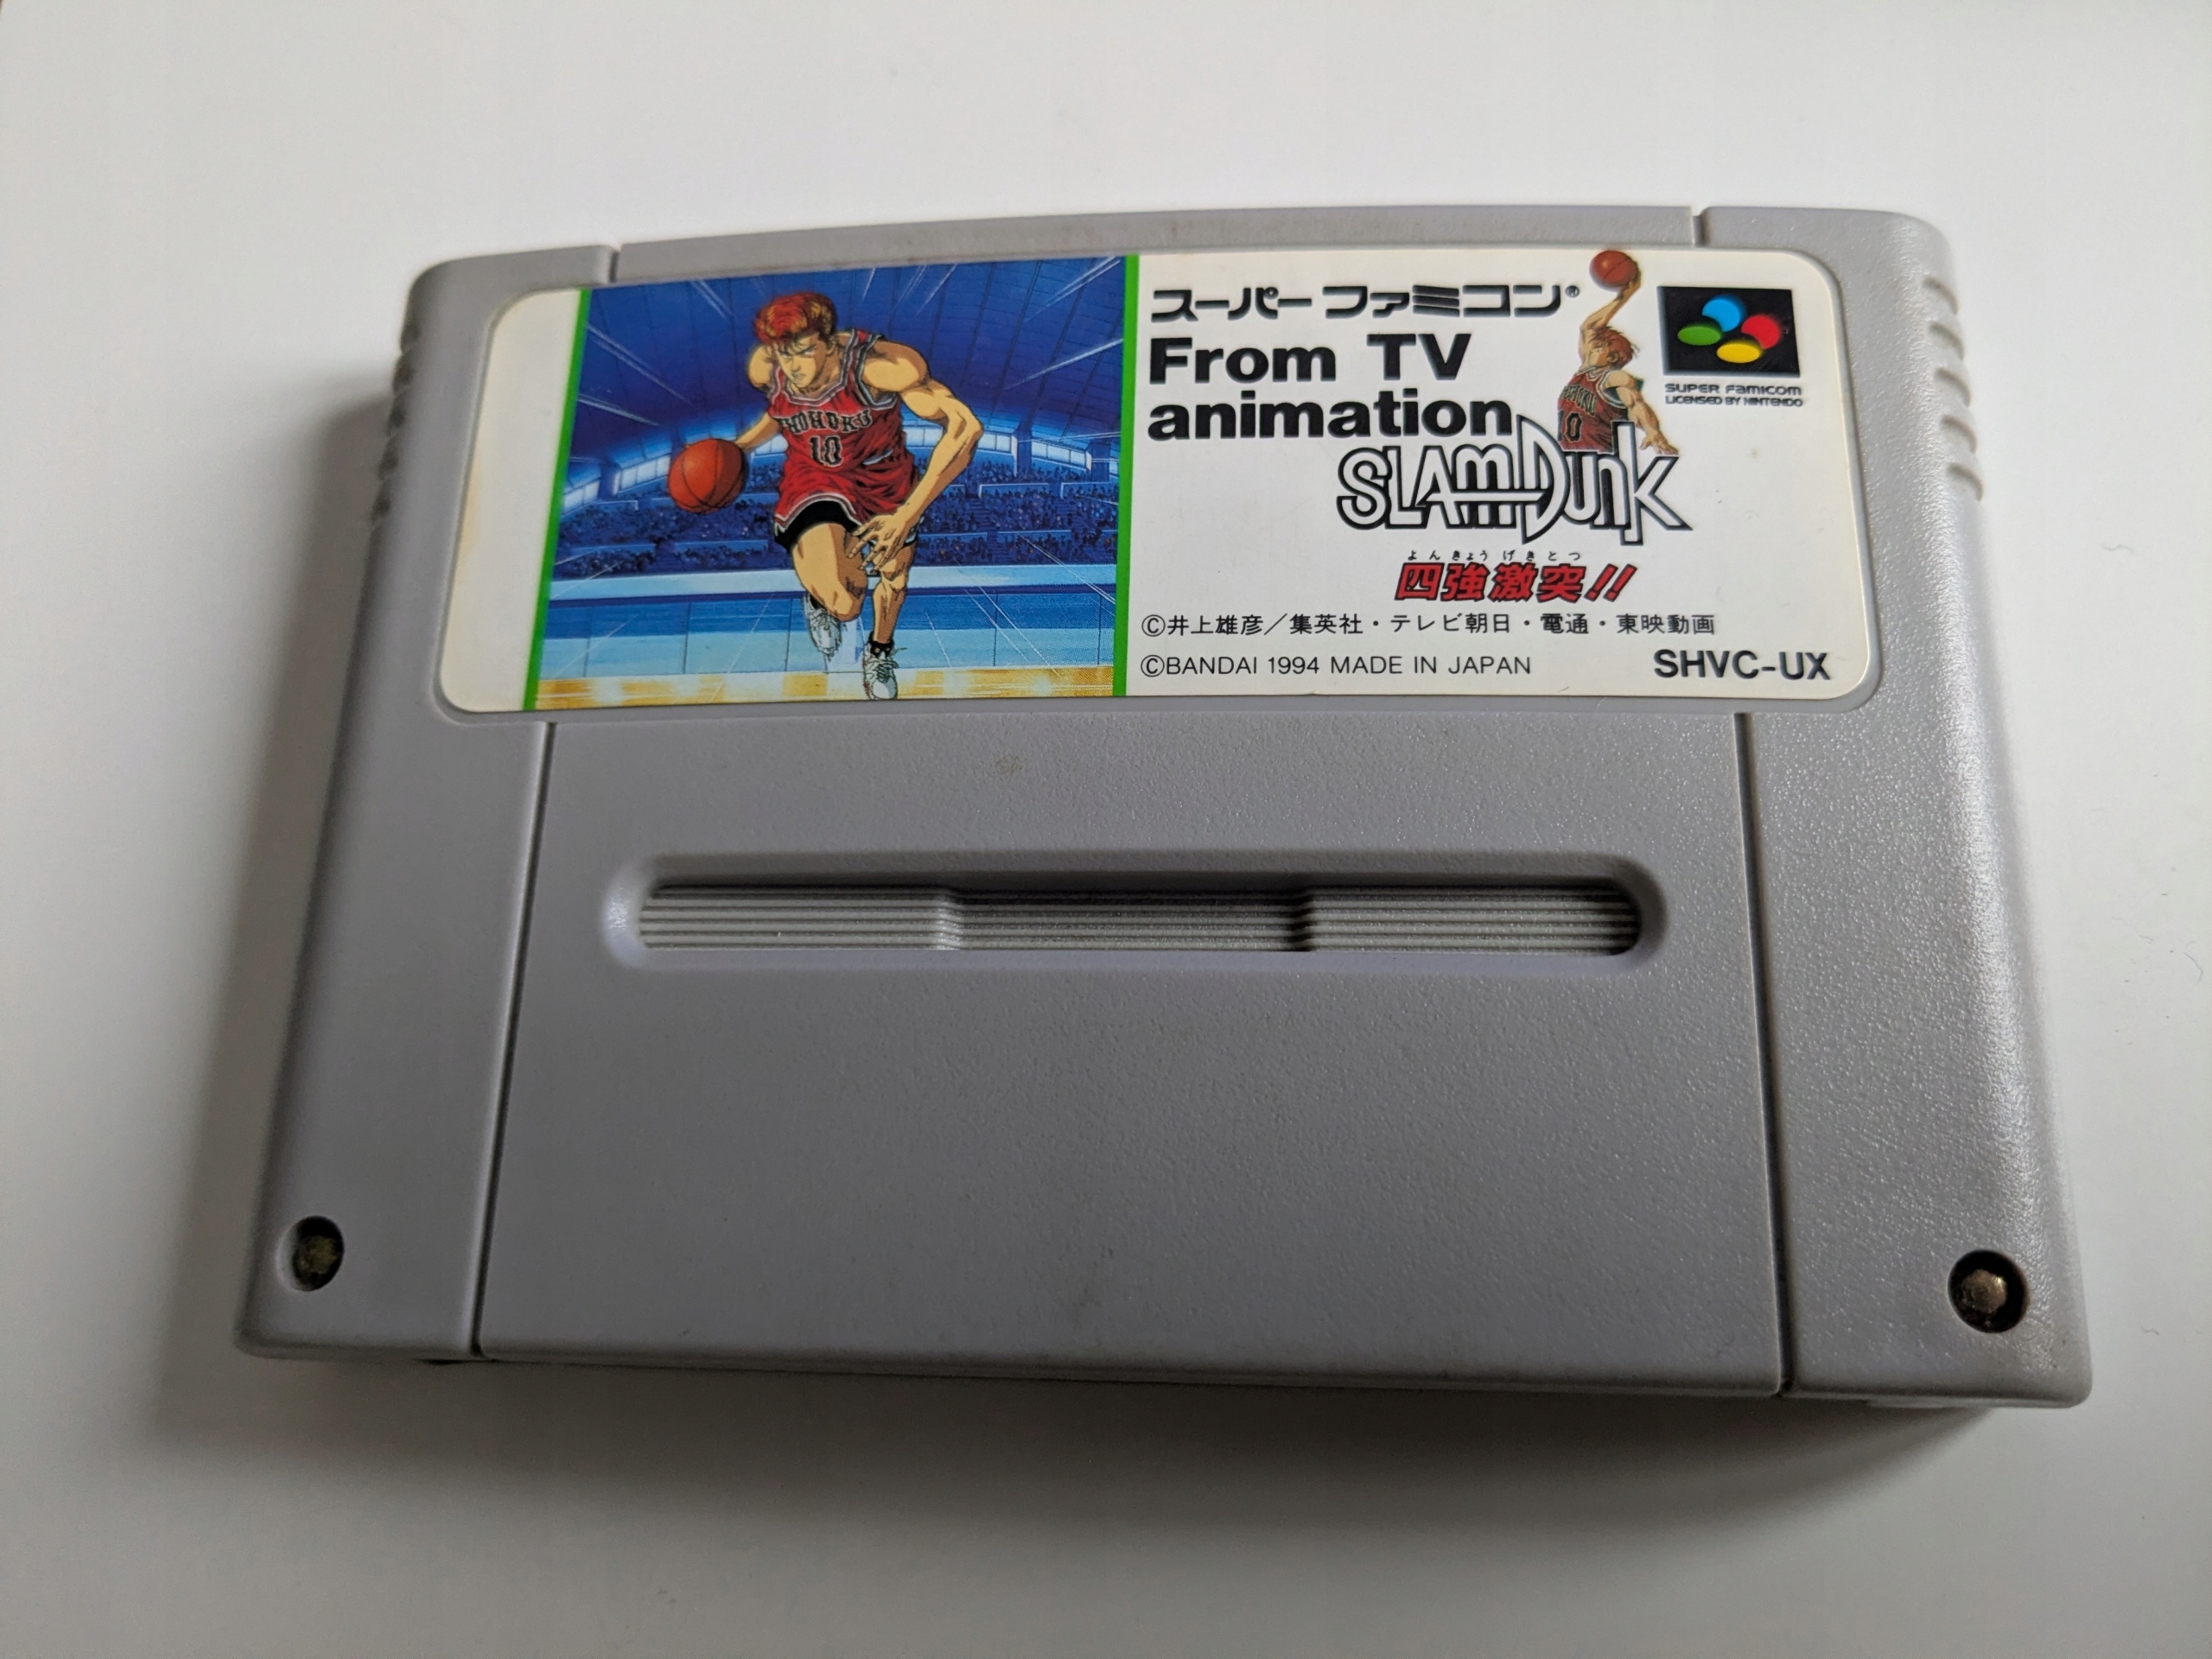 スーパーファミコン®
From TV
animation
SLAM DUNK
よんきょうげきとつ
四強激突!!
©井上雄彦／集英社・テレビ朝日・電通・東映動画
©BANDAI 1994 MADE IN JAPAN
SHVC-UX
SUPER FAMICOM
LICENSED BY NINTENDO
SHOHOKU
10
10